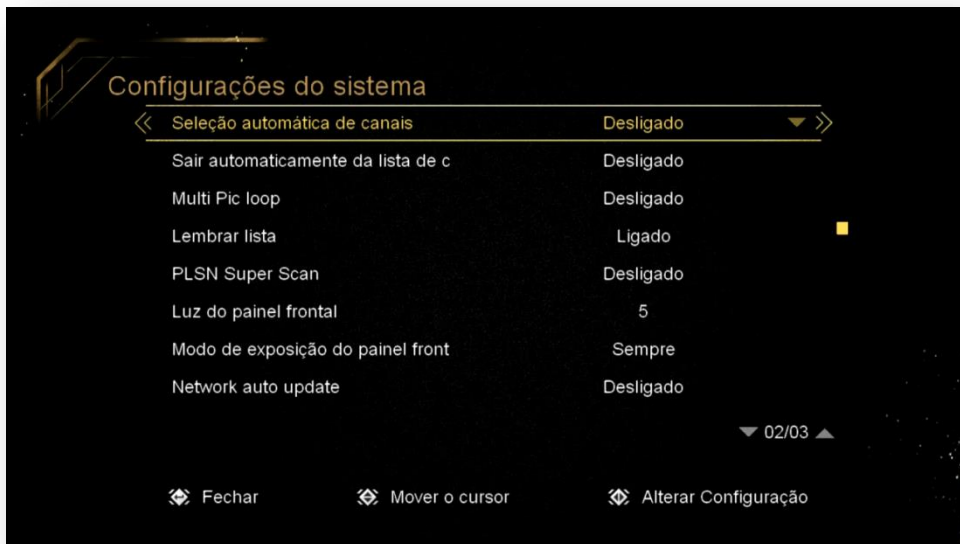 Configurações do sistema
Seleção automática de canais Desligado
Sair automaticamente da lista de c Desligado
Multi Pic loop Desligado
Lembrar lista Ligado
PLSN Super Scan Desligado
Luz do painel frontal 5
Modo de exposição do painel front Sempre
Network auto update Desligado
02/03
Fechar Mover o cursor Alterar Configuração